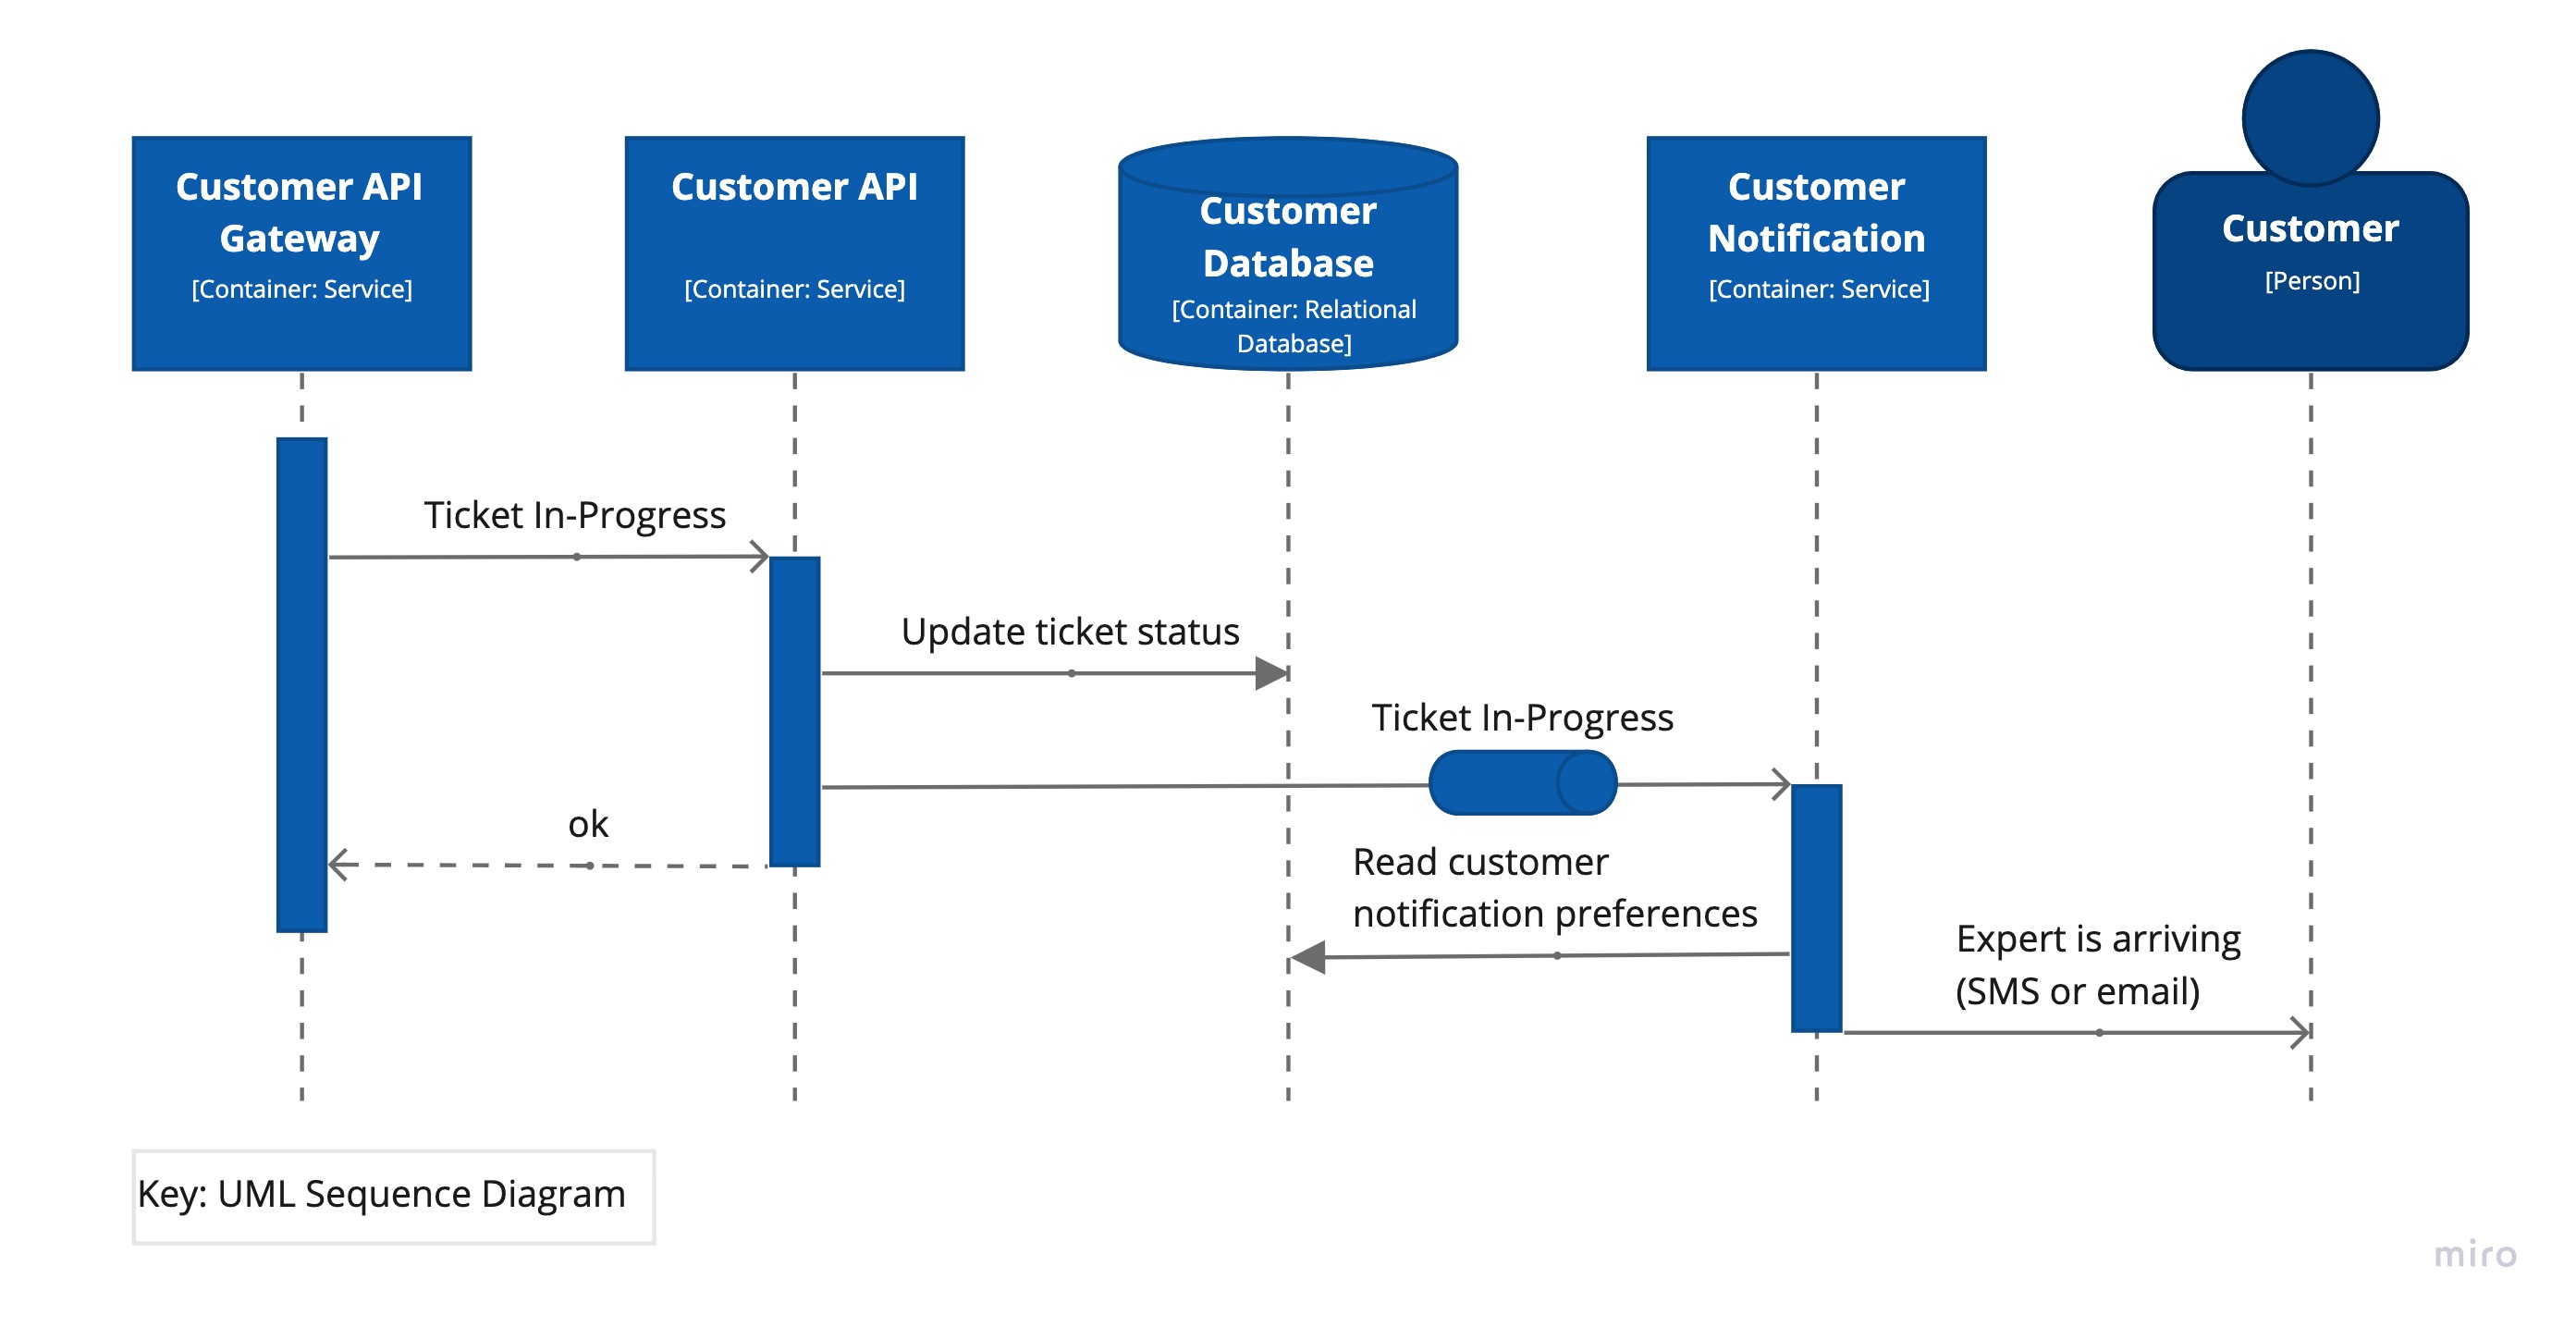 Customer API
Gateway
[Container: Service]
Customer API
[Container: Service]
Customer
Database
[Container: Relational
Database]
Customer
Notification
[Container: Service]
Customer
[Person]
Ticket In-Progress
Update ticket status
Ticket In-Progress
ok
Read customer
notification preferences
Expert is arriving
(SMS or email)
Key: UML Sequence Diagram
miro